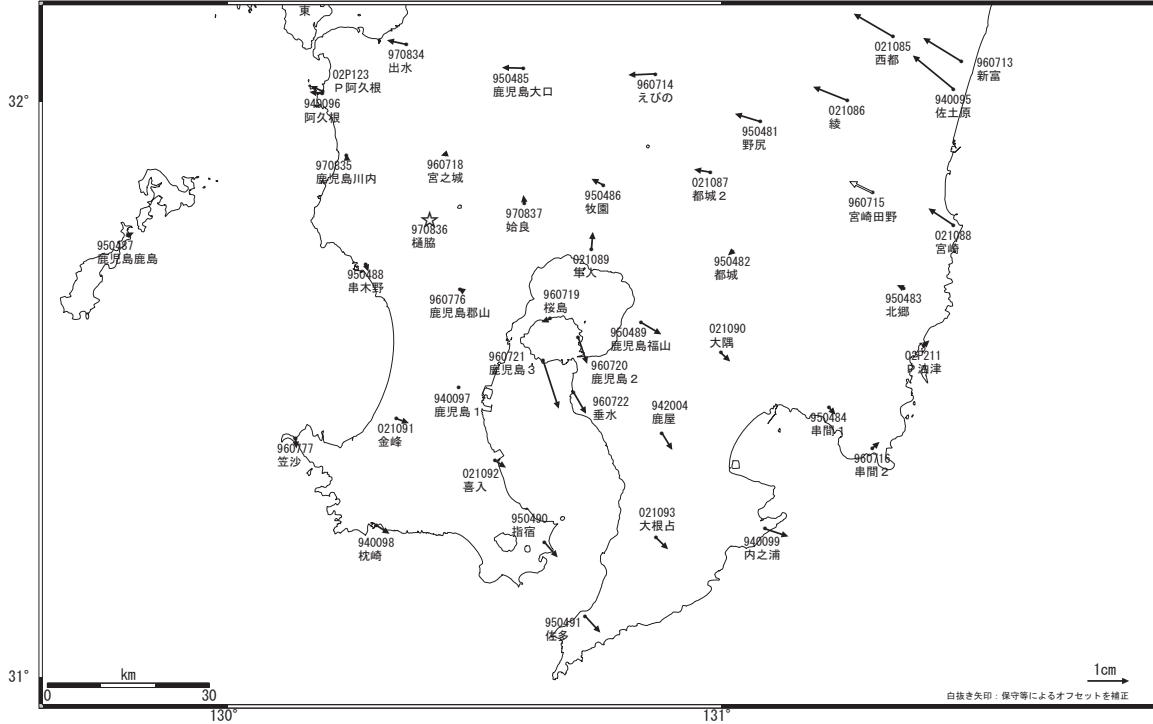 東
970834
出水
02P123
Ｐ阿久根
940096
阿久根
950485
鹿児島大口
960714
えびの
021085
西都
960713
新富
32°
940095
佐土原
021086
綾
950481
野尻
970835
鹿児島川内
960718
宮之城
021087
都城２
950486
牧園
960715
宮崎田野
970837
姶良
970836
樋脇
021088
宮崎
950487
鹿児島鹿島
021089
隼人
950482
都城
950488
串木野
960776
鹿児島郡山
960719
桜島
950483
北郷
950489
鹿児島福山
021090
大隅
960721
鹿児島３
960720
鹿児島２
02P211
Ｐ油津
940097
鹿児島１
960722
垂水
942004
鹿屋
950484
串間１
021091
金峰
960777
笠沙
960716
串間２
021092
喜入
950490
指宿
021093
大根占
940098
枕崎
940099
内之浦
950491
佐多
31°
km
0
30
1cm
白抜き矢印：保守等によるオフセットを補正
130°
131°